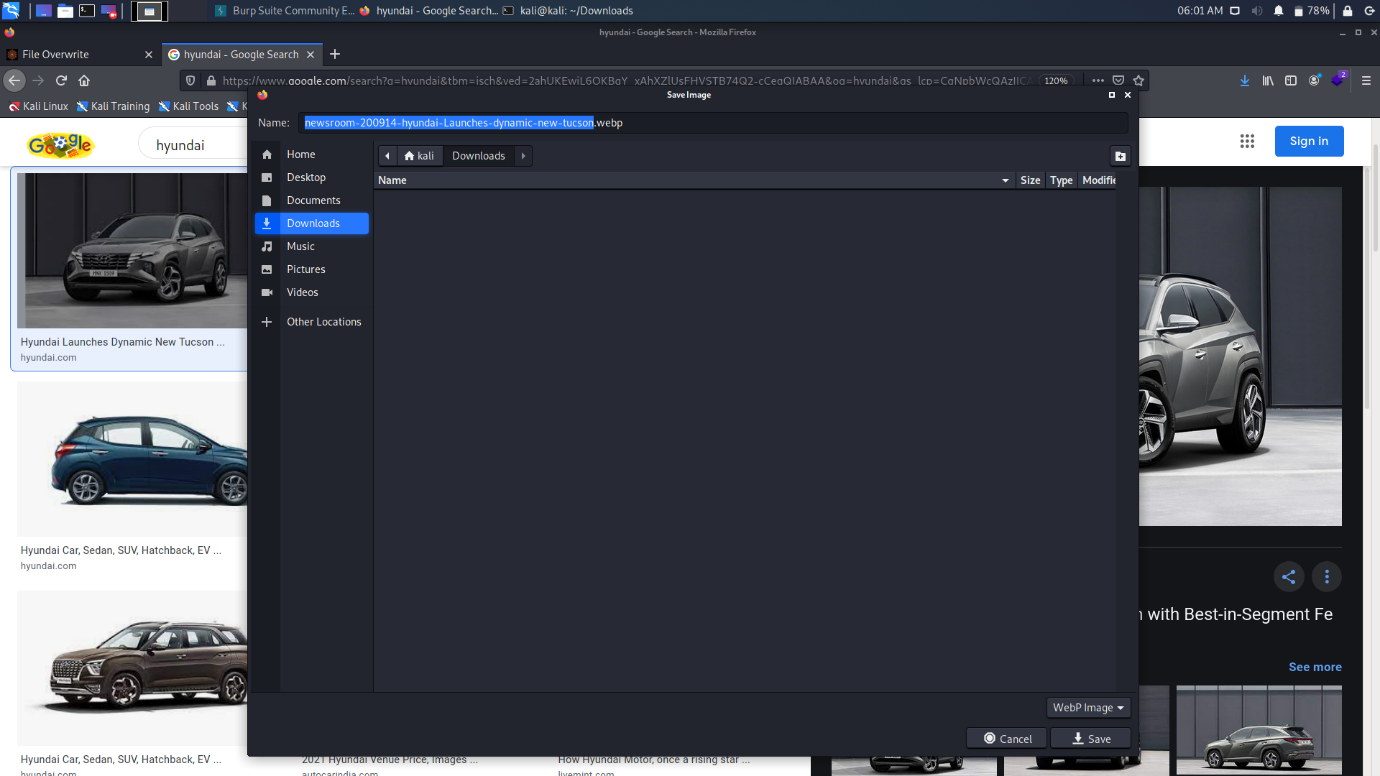 Burp Suite Community E...
hyundai - Google Search...
kali@kali: ~/Downloads
06:01 AM
78%
hyundai - Google Search - Mozilla Firefox
File Overwrite
hyundai - Google Search
120%
Kali Linux
Kali Training
Kali Tools
Save Image
Name:
newsroom-200914-hyundai-Launches-dynamic-new-tucson.webp
Google
hyundai
Sign in
Home
Desktop
Documents
Downloads
Music
Pictures
Videos
Other Locations
kali
Downloads
Name
Size
Type
Modifie
Hyundai Launches Dynamic New Tucson ...
hyundai.com
Hyundai Car, Sedan, SUV, Hatchback, EV ...
hyundai.com
with Best-in-Segment Fe
See more
WebP Image
Cancel
Save
Hyundai Car, Sedan, SUV, Hatchback, EV ...
hyundai.com
2021 Hyundai Venue Price, Images ...
autocarindia.com
How Hyundai Motor, once a rising star ...
livemint.com